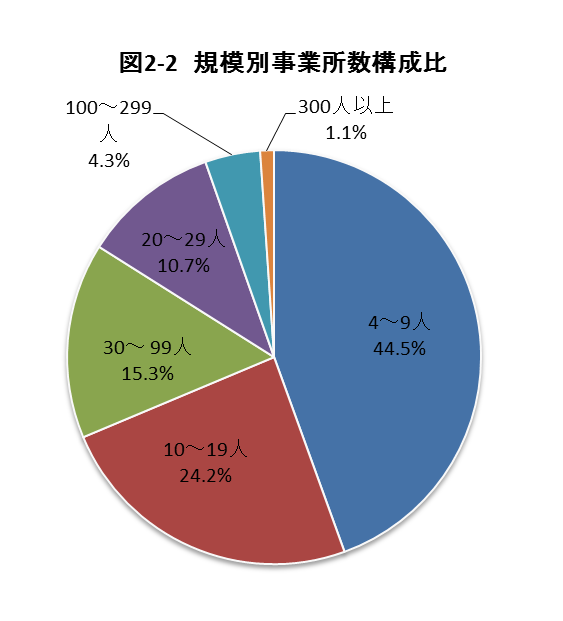 図2-2 規模別事業所数構成比
300人以上
1.1%
100～299
人
4.3%
20～29人
10.7%
4～9人
44.5%
30～ 99人
15.3%
10～19人
24.2%